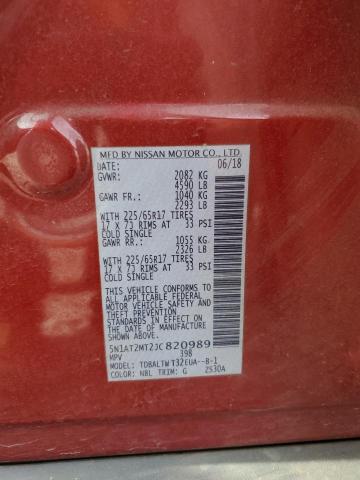 MFD BY NISSAN MOTOR CO., LTD.
DATE: 06/18
GVWR: 2082 KG
4590 LB
GAWR FR.: 1040 KG
2293 LB
WITH 225/65R17 TIRES
17 X 7J RIMS AT 33 PSI
COLD SINGLE
GAWR RR.: 1055 KG
2326 LB
WITH 225/65R17 TIRES
17 X 7J RIMS AT 33 PSI
COLD SINGLE
THIS VEHICLE CONFORMS TO ALL
APPLICABLE FEDERAL MOTOR
VEHICLE SAFETY, BUMPER, AND
THEFT PREVENTION
STANDARDS IN EFFECT
ON THE DATE OF
MANUFACTURE SHOWN ABOVE.
5N1AT2MT2JC820989
MPV 398
MODEL: TDBALTW T32EUA--B-1
COLOR: NBL TRIM: G 2S30A